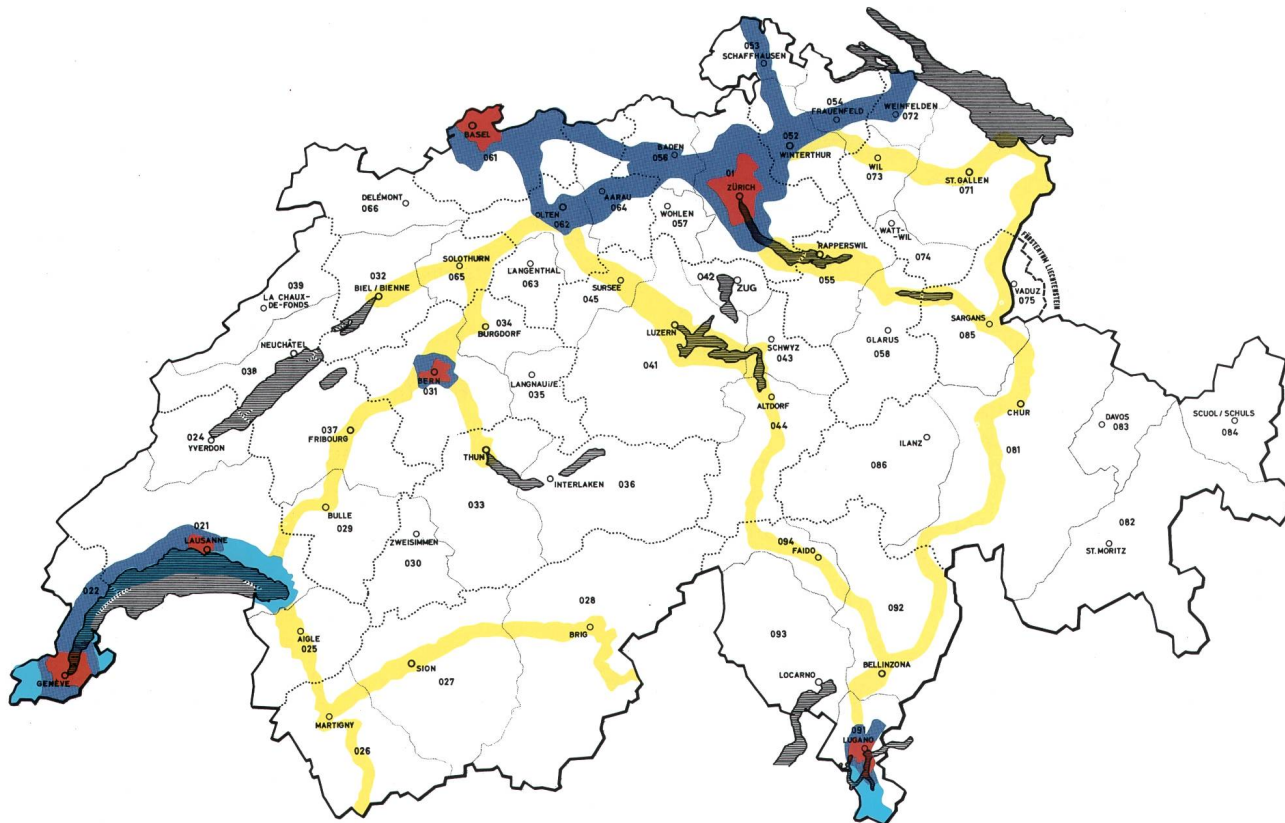 053
SCHAFFHAUSEN
054
FRAUENFELD
WEINFELDEN
072
BASEL
061
BADEN
056
052
WINTERTHUR
01
ZÜRICH
WIL
073
ST. GALLEN
071
DELÉMONT
066
AARAU
064
OLTEN
062
WOHLEN
057
WATT-
-WIL
074
RAPPERSWIL
055
FÜRSTENTUM LIECHTENSTEIN
VADUZ
075
SOLOTHURN
065
LANGENTHAL
063
SURSEE
045
042
ZUG
032
BIEL/BIENNE
039
LA CHAUX-
DE-FONDS
NEUCHÂTEL
038
034
BURGDORF
LUZERN
041
SCHWYZ
043
GLARUS
058
SARGANS
085
BERN
031
LANGNAU i/E.
035
ALTDORF
044
CHUR
081
DAVOS
083
SCUOL/SCHULS
084
024
YVERDON
037
FRIBOURG
THUN
033
INTERLAKEN
036
ILANZ
086
BULLE
029
ZWEISIMMEN
030
021
LAUSANNE
022
GENÈVE
082
ST. MORITZ
094
FAIDO
092
093
LOCARNO
BELLINZONA
091
LUGANO
AIGLE
025
SION
027
028
BRIG
MARTIGNY
026